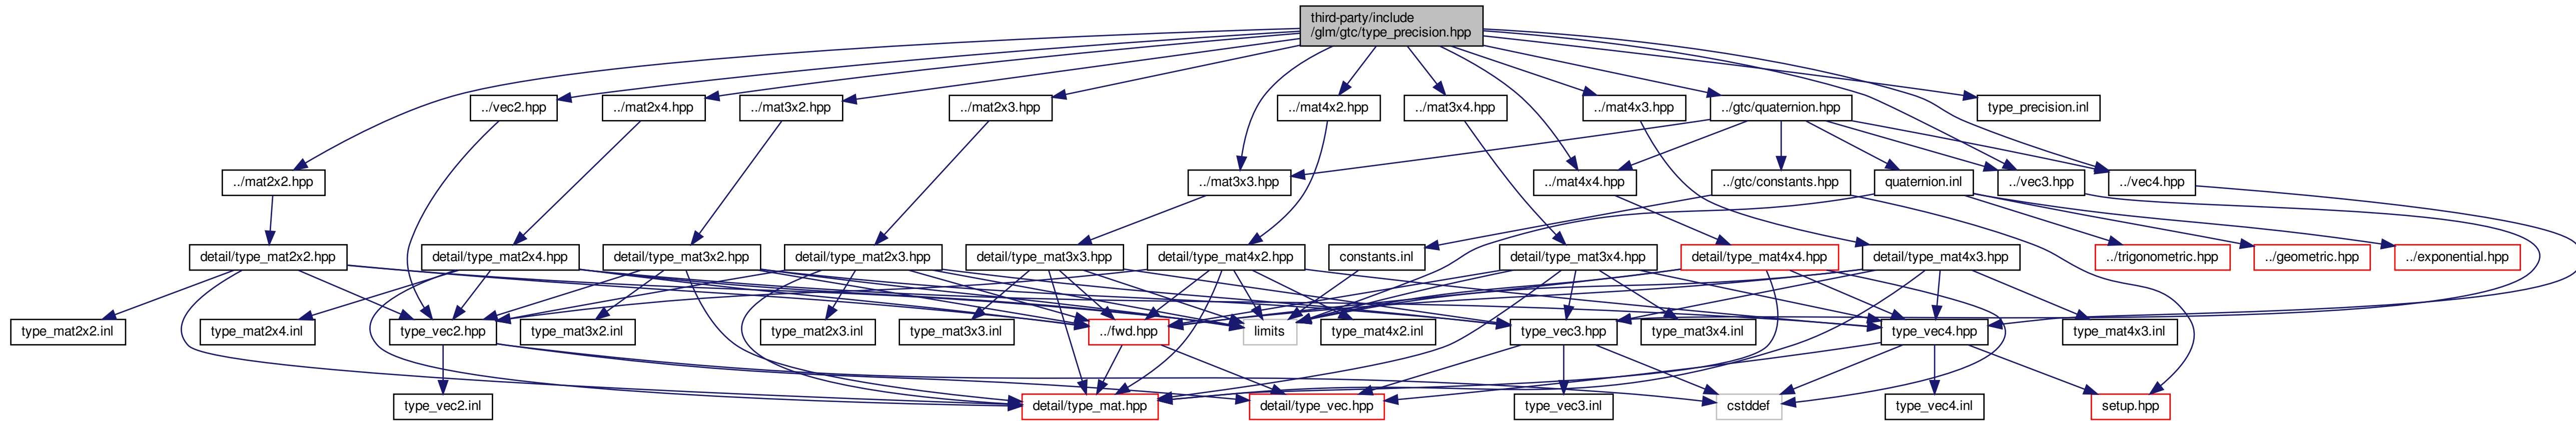 third-party/include
/glm/gtc/type_precision.hpp
../vec2.hpp
../mat2x4.hpp
../mat3x2.hpp
../mat2x3.hpp
../mat4x2.hpp
../mat3x4.hpp
../mat4x3.hpp
../gtc/quaternion.hpp
type_precision.inl
../mat2x2.hpp
../mat3x3.hpp
../mat4x4.hpp
../gtc/constants.hpp
quaternion.inl
../vec3.hpp
../vec4.hpp
detail/type_mat2x2.hpp
detail/type_mat2x4.hpp
detail/type_mat3x2.hpp
detail/type_mat2x3.hpp
detail/type_mat3x3.hpp
detail/type_mat4x2.hpp
constants.inl
detail/type_mat3x4.hpp
detail/type_mat4x4.hpp
detail/type_mat4x3.hpp
../trigonometric.hpp
../geometric.hpp
../exponential.hpp
type_mat2x2.inl
type_mat2x4.inl
type_vec2.hpp
type_mat3x2.inl
type_mat2x3.inl
type_mat3x3.inl
../fwd.hpp
limits
type_mat4x2.inl
type_vec3.hpp
type_mat3x4.inl
type_vec4.hpp
type_mat4x3.inl
type_vec2.inl
detail/type_mat.hpp
detail/type_vec.hpp
type_vec3.inl
cstddef
type_vec4.inl
setup.hpp